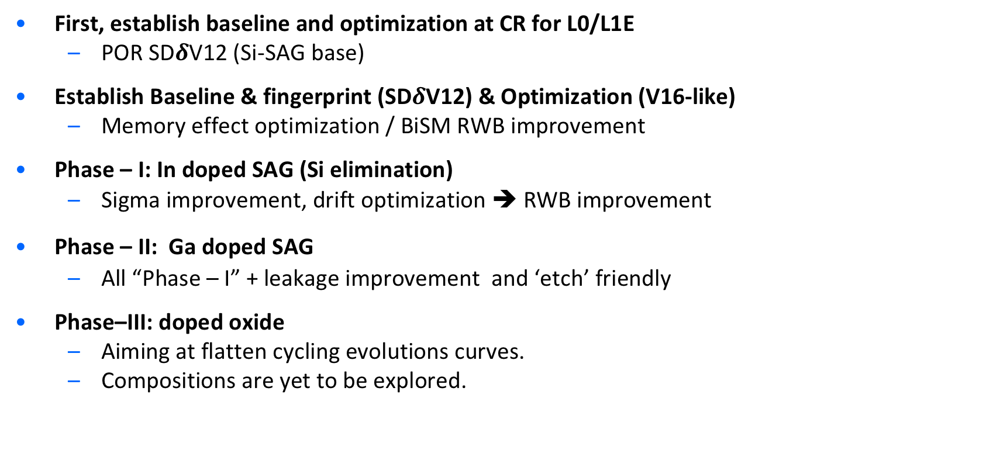 • First, establish baseline and optimization at CR for L0/L1E
– POR SD𝜹V12 (Si-SAG base)
• Establish Baseline & fingerprint (SD𝜹V12) & Optimization (V16-like)
– Memory effect optimization / BiSM RWB improvement
• Phase – I: In doped SAG (Si elimination)
– Sigma improvement, drift optimization ➔ RWB improvement
• Phase – II:  Ga doped SAG
– All “Phase – I” + leakage improvement  and ‘etch’ friendly
• Phase–III: doped oxide
– Aiming at flatten cycling evolutions curves.
– Compositions are yet to be explored.